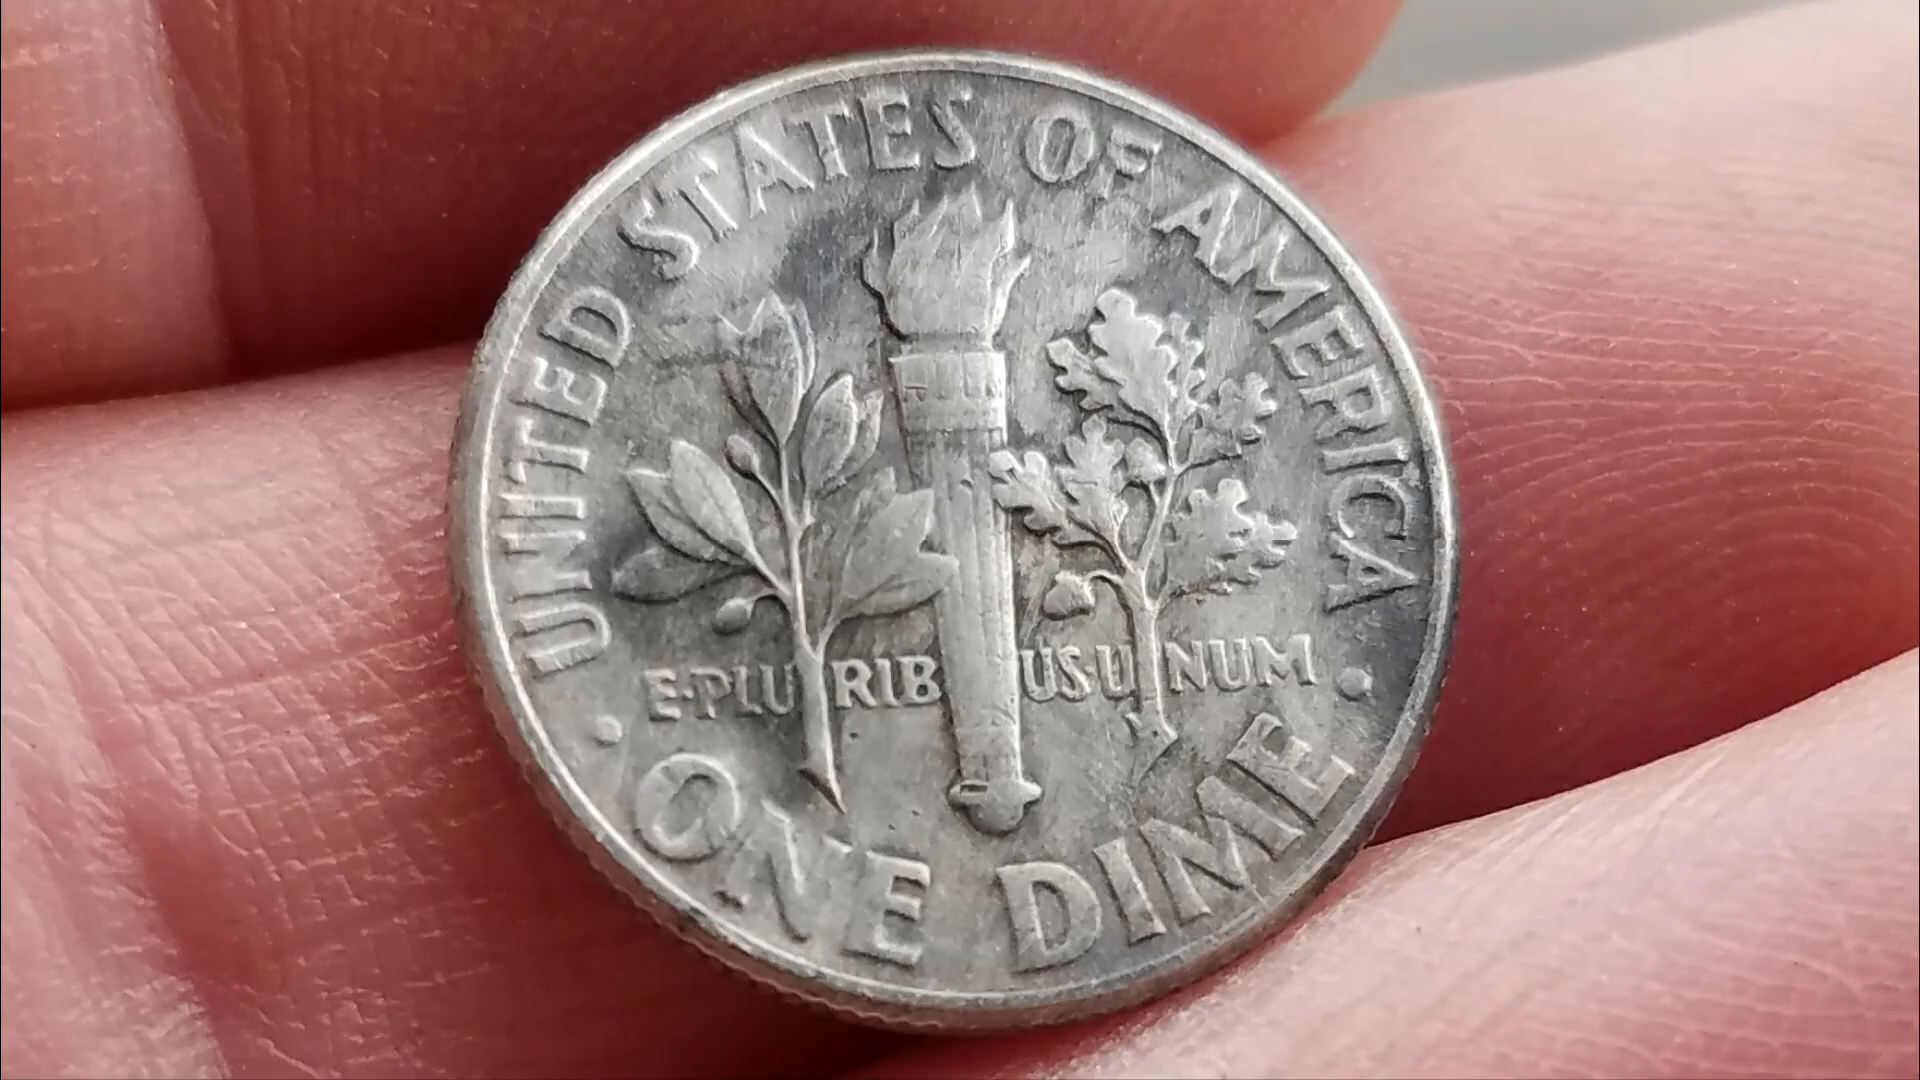 UNITED STATES OF AMERICA
E·PLURIBUS·UNUM
· ONE DIME ·